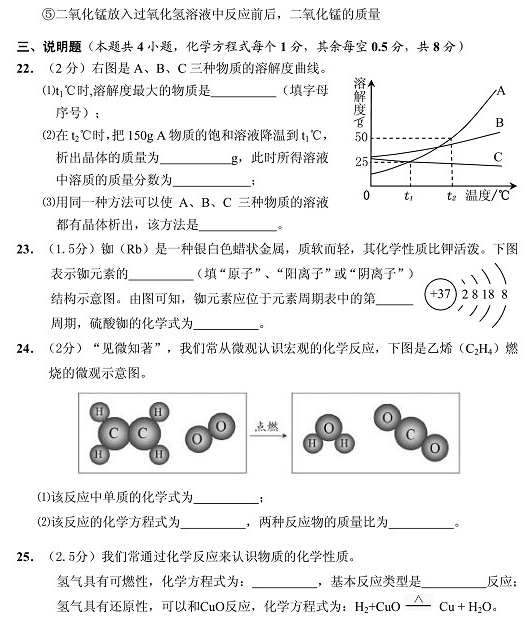 ⑤二氧化锰放入过氧化氢溶液中反应前后，二氧化锰的质量
三、说明题（本题共 4 小题，化学方程式每个 1 分，其余每空 0.5 分，共 8 分）
22.（2 分）右图是 A、B、C 三种物质的溶解度曲线。
⑴t₁℃时,溶解度最大的物质是__________（填字母
序号）；
⑵在 t₂℃时,把 150g A 物质的饱和溶液降温到 t₁℃，
析出晶体的质量为__________g，此时所得溶液
中溶质的质量分数为__________；
⑶用同一种方法可以使 A、B、C 三种物质的溶液
都有晶体析出，该方法是__________。
溶解度/g
50
25
0
t₁
t₂
温度/℃
A
B
C
23.（1.5分）铷（Rb）是一种银白色蜡状金属，质软而轻，其化学性质比钾活泼。下图
表示铷元素的__________（填“原子”、“阳离子”或“阴离子”）
结构示意图。由图可知，铷元素应位于元素周期表中的第______
周期，硫酸铷的化学式为__________。
+37 2 8 18 8
24.（2分）“见微知著”，我们常从微观认识宏观的化学反应，下图是乙烯（C₂H₄）燃
烧的微观示意图。
H H
C C
H H
O O
点燃
O
H H
O
C
O
⑴该反应中单质的化学式为__________；
⑵该反应的化学方程式为__________，两种反应物的质量比为__________。
25.（2.5分）我们常通过化学反应来认识物质的化学性质。
氢气具有可燃性，化学方程式为：__________，基本反应类型是__________反应；
氢气具有还原性，可以和CuO反应，化学方程式为：H₂+CuO =△= Cu + H₂O。